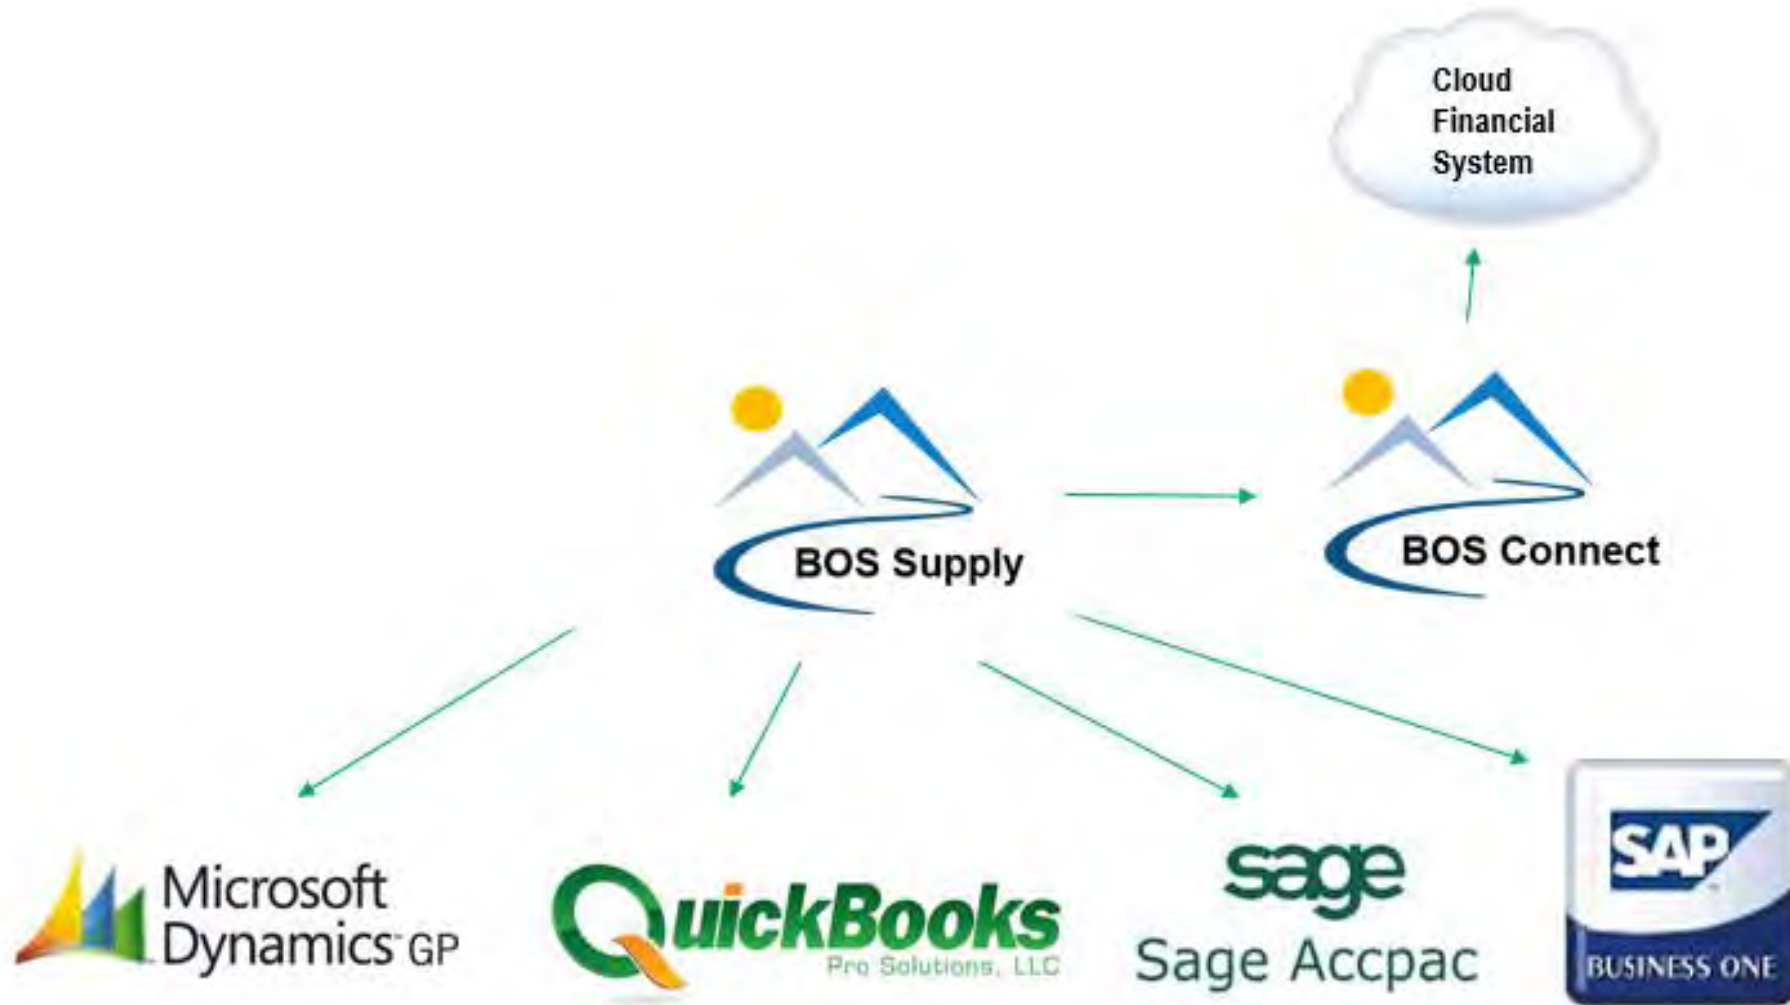 Cloud
Financial
System
BOS Supply
BOS Connect
Microsoft
Dynamics GP
QuickBooks
Pro Solutions, LLC
sage
Sage Accpac
SAP
BUSINESS ONE